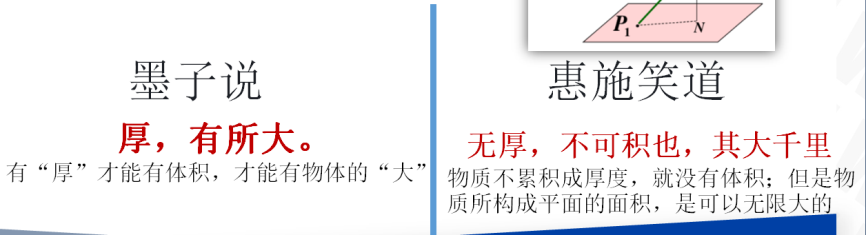 墨子说
厚，有所大。
有“厚”才能有体积，才能有物体的“大”
P₁
N
惠施笑道
无厚，不可积也，其大千里
物质不累积成厚度，就没有体积；但是物
质所构成平面的面积，是可以无限大的